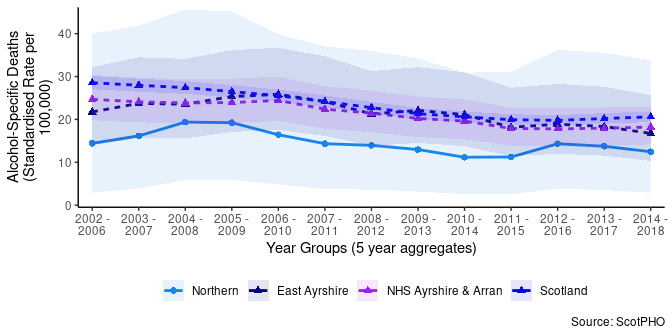 Alcohol-Specific Deaths
(Standardised Rate per
100,000)
40
30
20
10
0
2002 - 2006
2003 - 2007
2004 - 2008
2005 - 2009
2006 - 2010
2007 - 2011
2008 - 2012
2009 - 2013
2010 - 2014
2011 - 2015
2012 - 2016
2013 - 2017
2014 - 2018
Year Groups (5 year aggregates)
Northern
East Ayrshire
NHS Ayrshire & Arran
Scotland
Source: ScotPHO